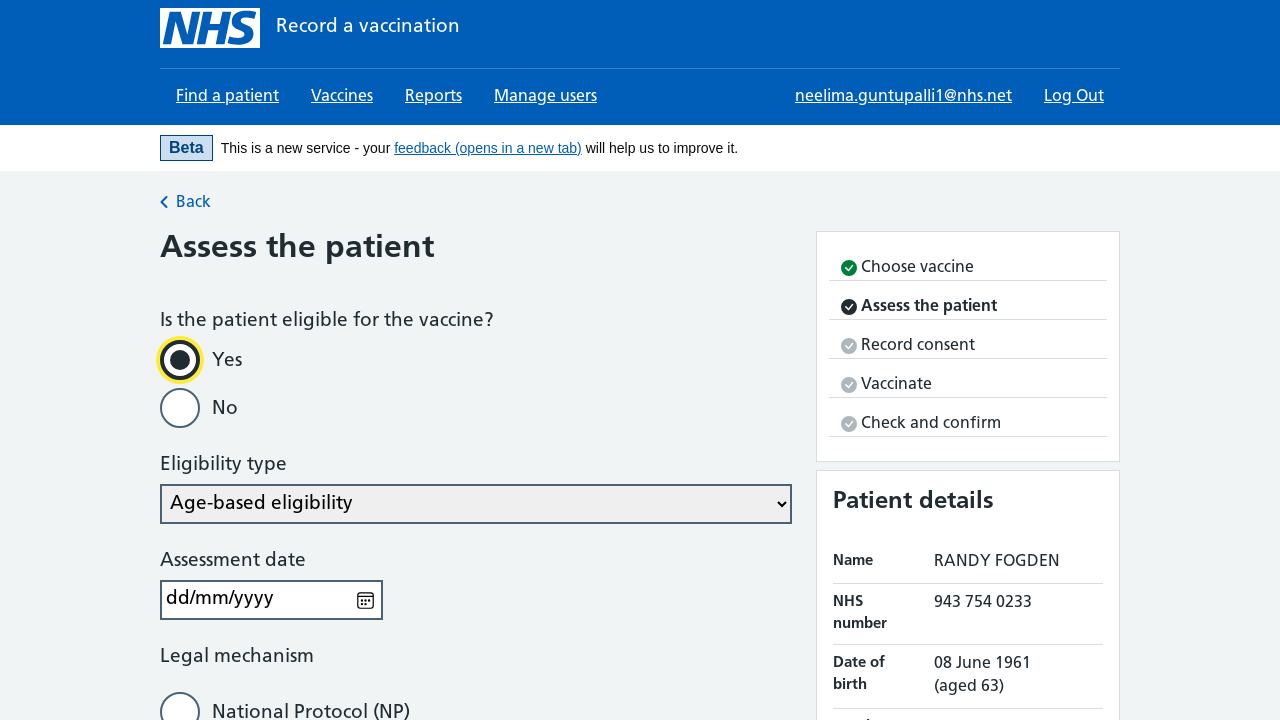 NHS Record a vaccination
Find a patient Vaccines Reports Manage users neelima.guntupalli1@nhs.net Log Out
Beta This is a new service - your feedback (opens in a new tab) will help us to improve it.
Back
Assess the patient
Is the patient eligible for the vaccine?
Yes
No
Eligibility type
Age-based eligibility
Assessment date
dd/mm/yyyy
Legal mechanism
National Protocol (NP)
Choose vaccine
Assess the patient
Record consent
Vaccinate
Check and confirm
Patient details
Name RANDY FOGDEN
NHS number 943 754 0233
Date of birth 08 June 1961
(aged 63)